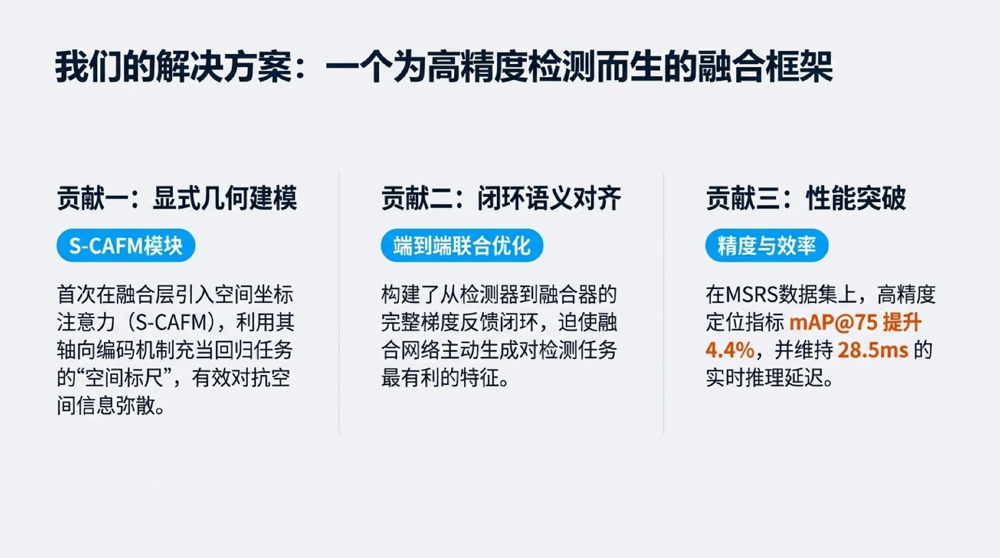 我们的解决方案：一个为高精度检测而生的融合框架
贡献一：显式几何建模
S-CAFM模块
首次在融合层引入空间坐标
注意力（S-CAFM），利用其
轴向编码机制充当回归任务
的“空间标尺”，有效对抗空
间信息弥散。
贡献二：闭环语义对齐
端到端联合优化
构建了从检测器到融合器的
完整梯度反馈闭环，迫使融
合网络主动生成对检测任务
最有利的特征。
贡献三：性能突破
精度与效率
在MSRS数据集上，高精度
定位指标 mAP@75 提升
4.4%，并维持 28.5ms 的
实时推理延迟。